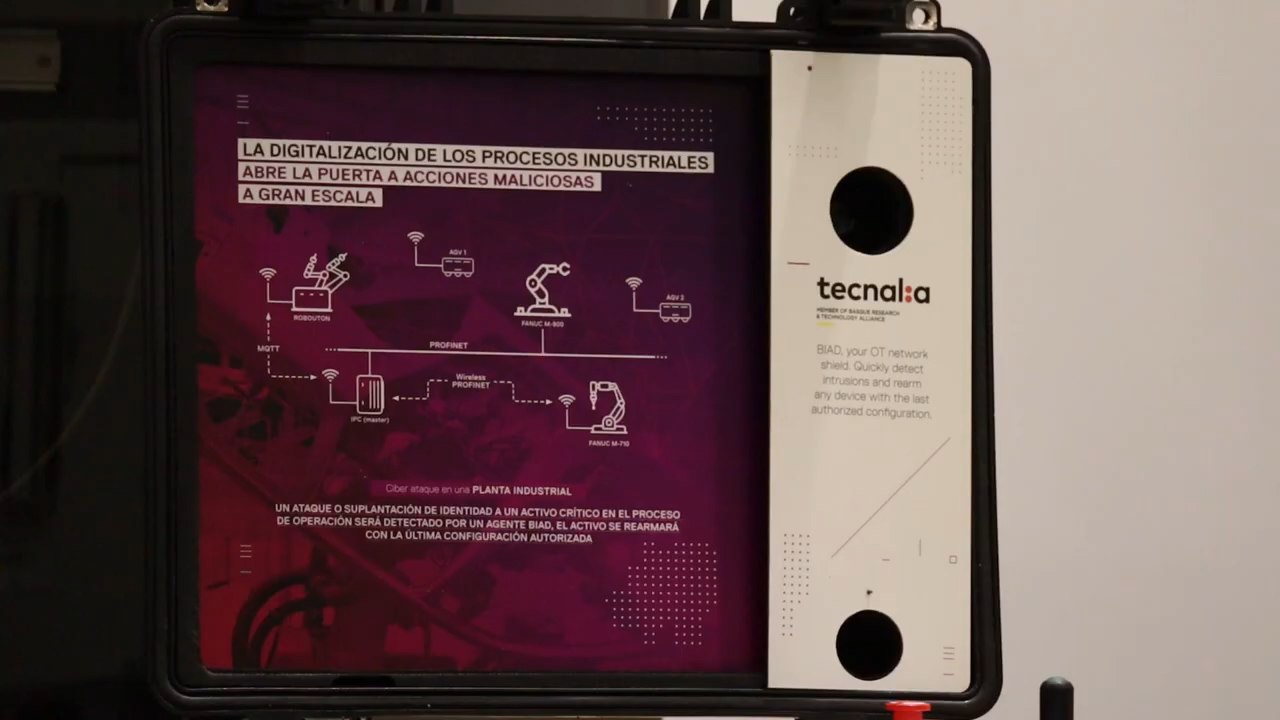 LA DIGITALIZACIÓN DE LOS PROCESOS INDUSTRIALES
ABRE LA PUERTA A ACCIONES MALICIOSAS
A GRAN ESCALA
AGV 1
ROBOUTON
FANUC M-900
AGV 2
MQTT
PROFINET
Wireless
PROFINET
IPC (master)
FANUC M-710
Ciber ataque en una PLANTA INDUSTRIAL
UN ATAQUE O SUPLANTACIÓN DE IDENTIDAD A UN ACTIVO CRÍTICO EN EL PROCESO
DE OPERACIÓN SERÁ DETECTADO POR UN AGENTE BIAD, EL ACTIVO SE REARMARÁ
CON LA ÚLTIMA CONFIGURACIÓN AUTORIZADA
tecnal:a
MEMBER OF BASQUE RESEARCH
& TECHNOLOGY ALLIANCE
BIAD, your OT network
shield. Quickly detect
intrusions and rearm
any device with the last
authorized configuration.